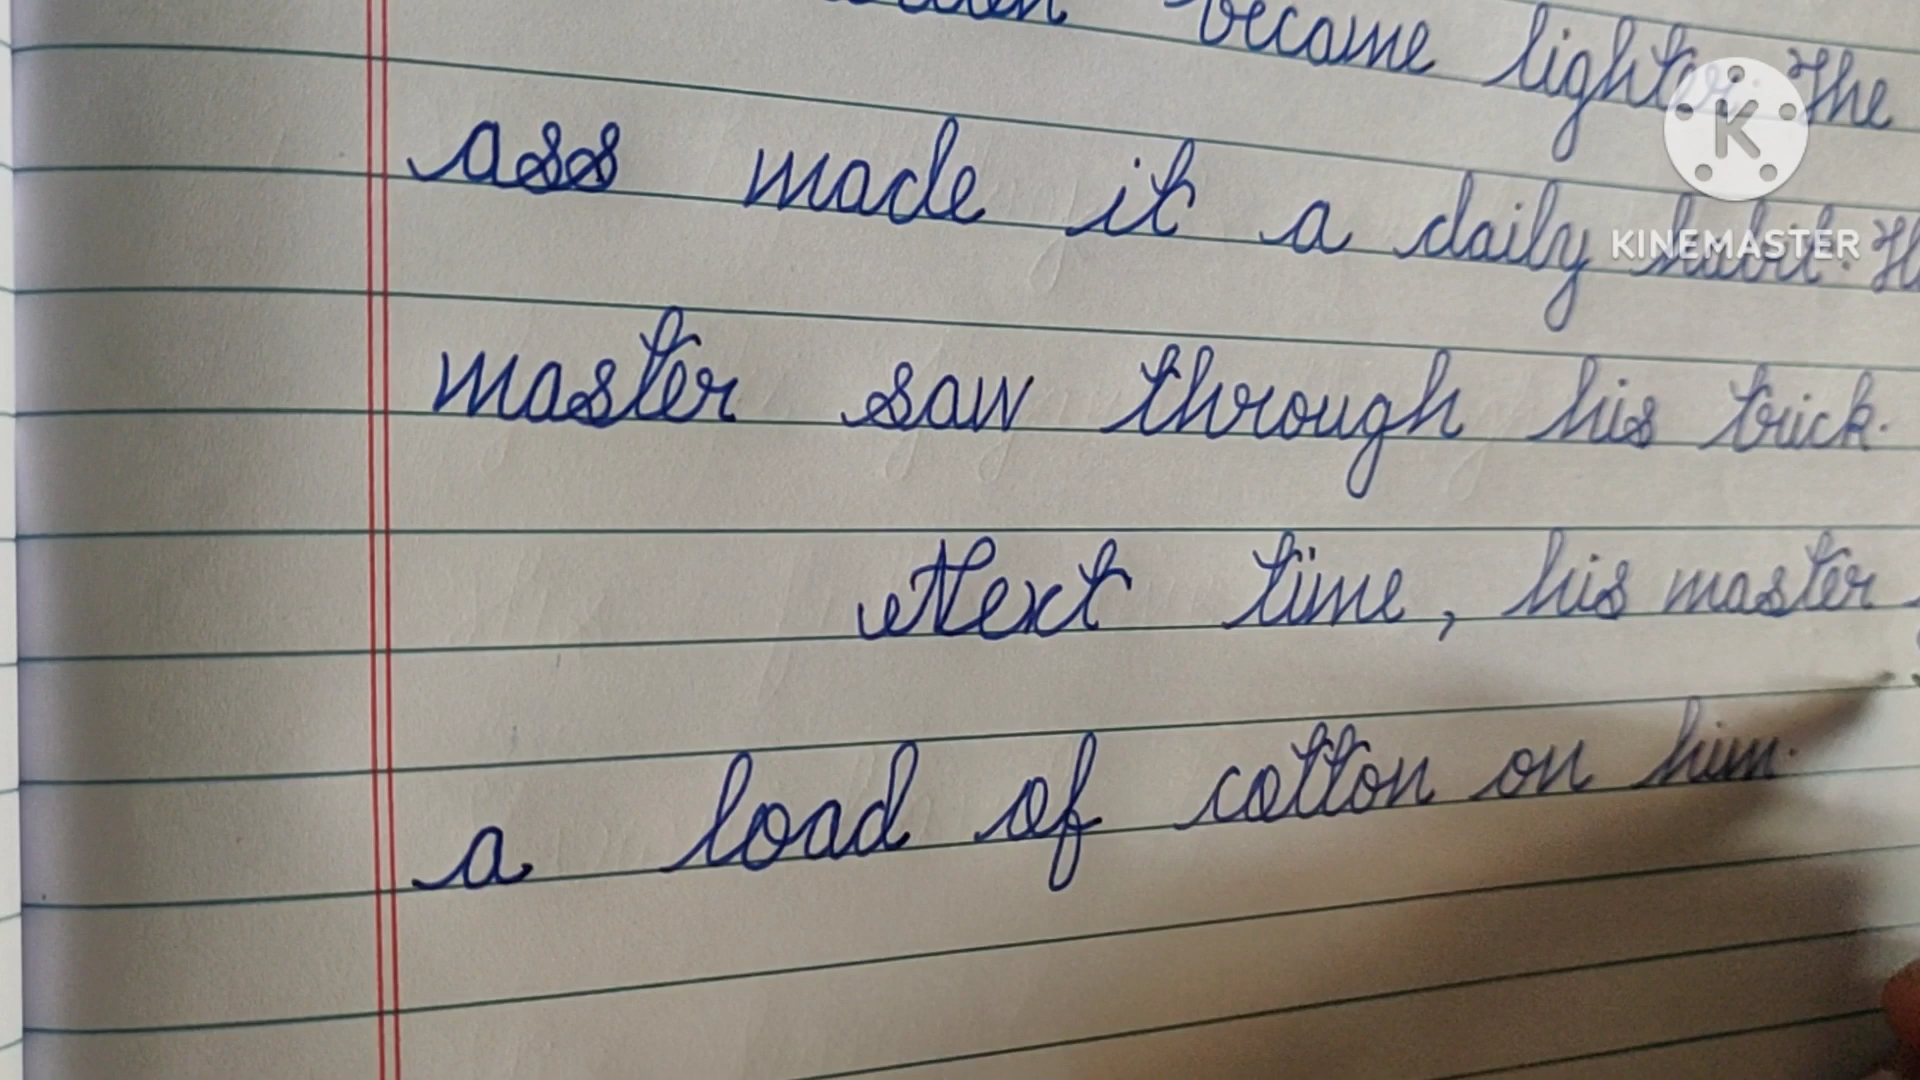 became lighter. The
ass made it a daily habit. H
master saw through his trick.
Next time, his master
a load of cotton on him.
K
KINEMASTER